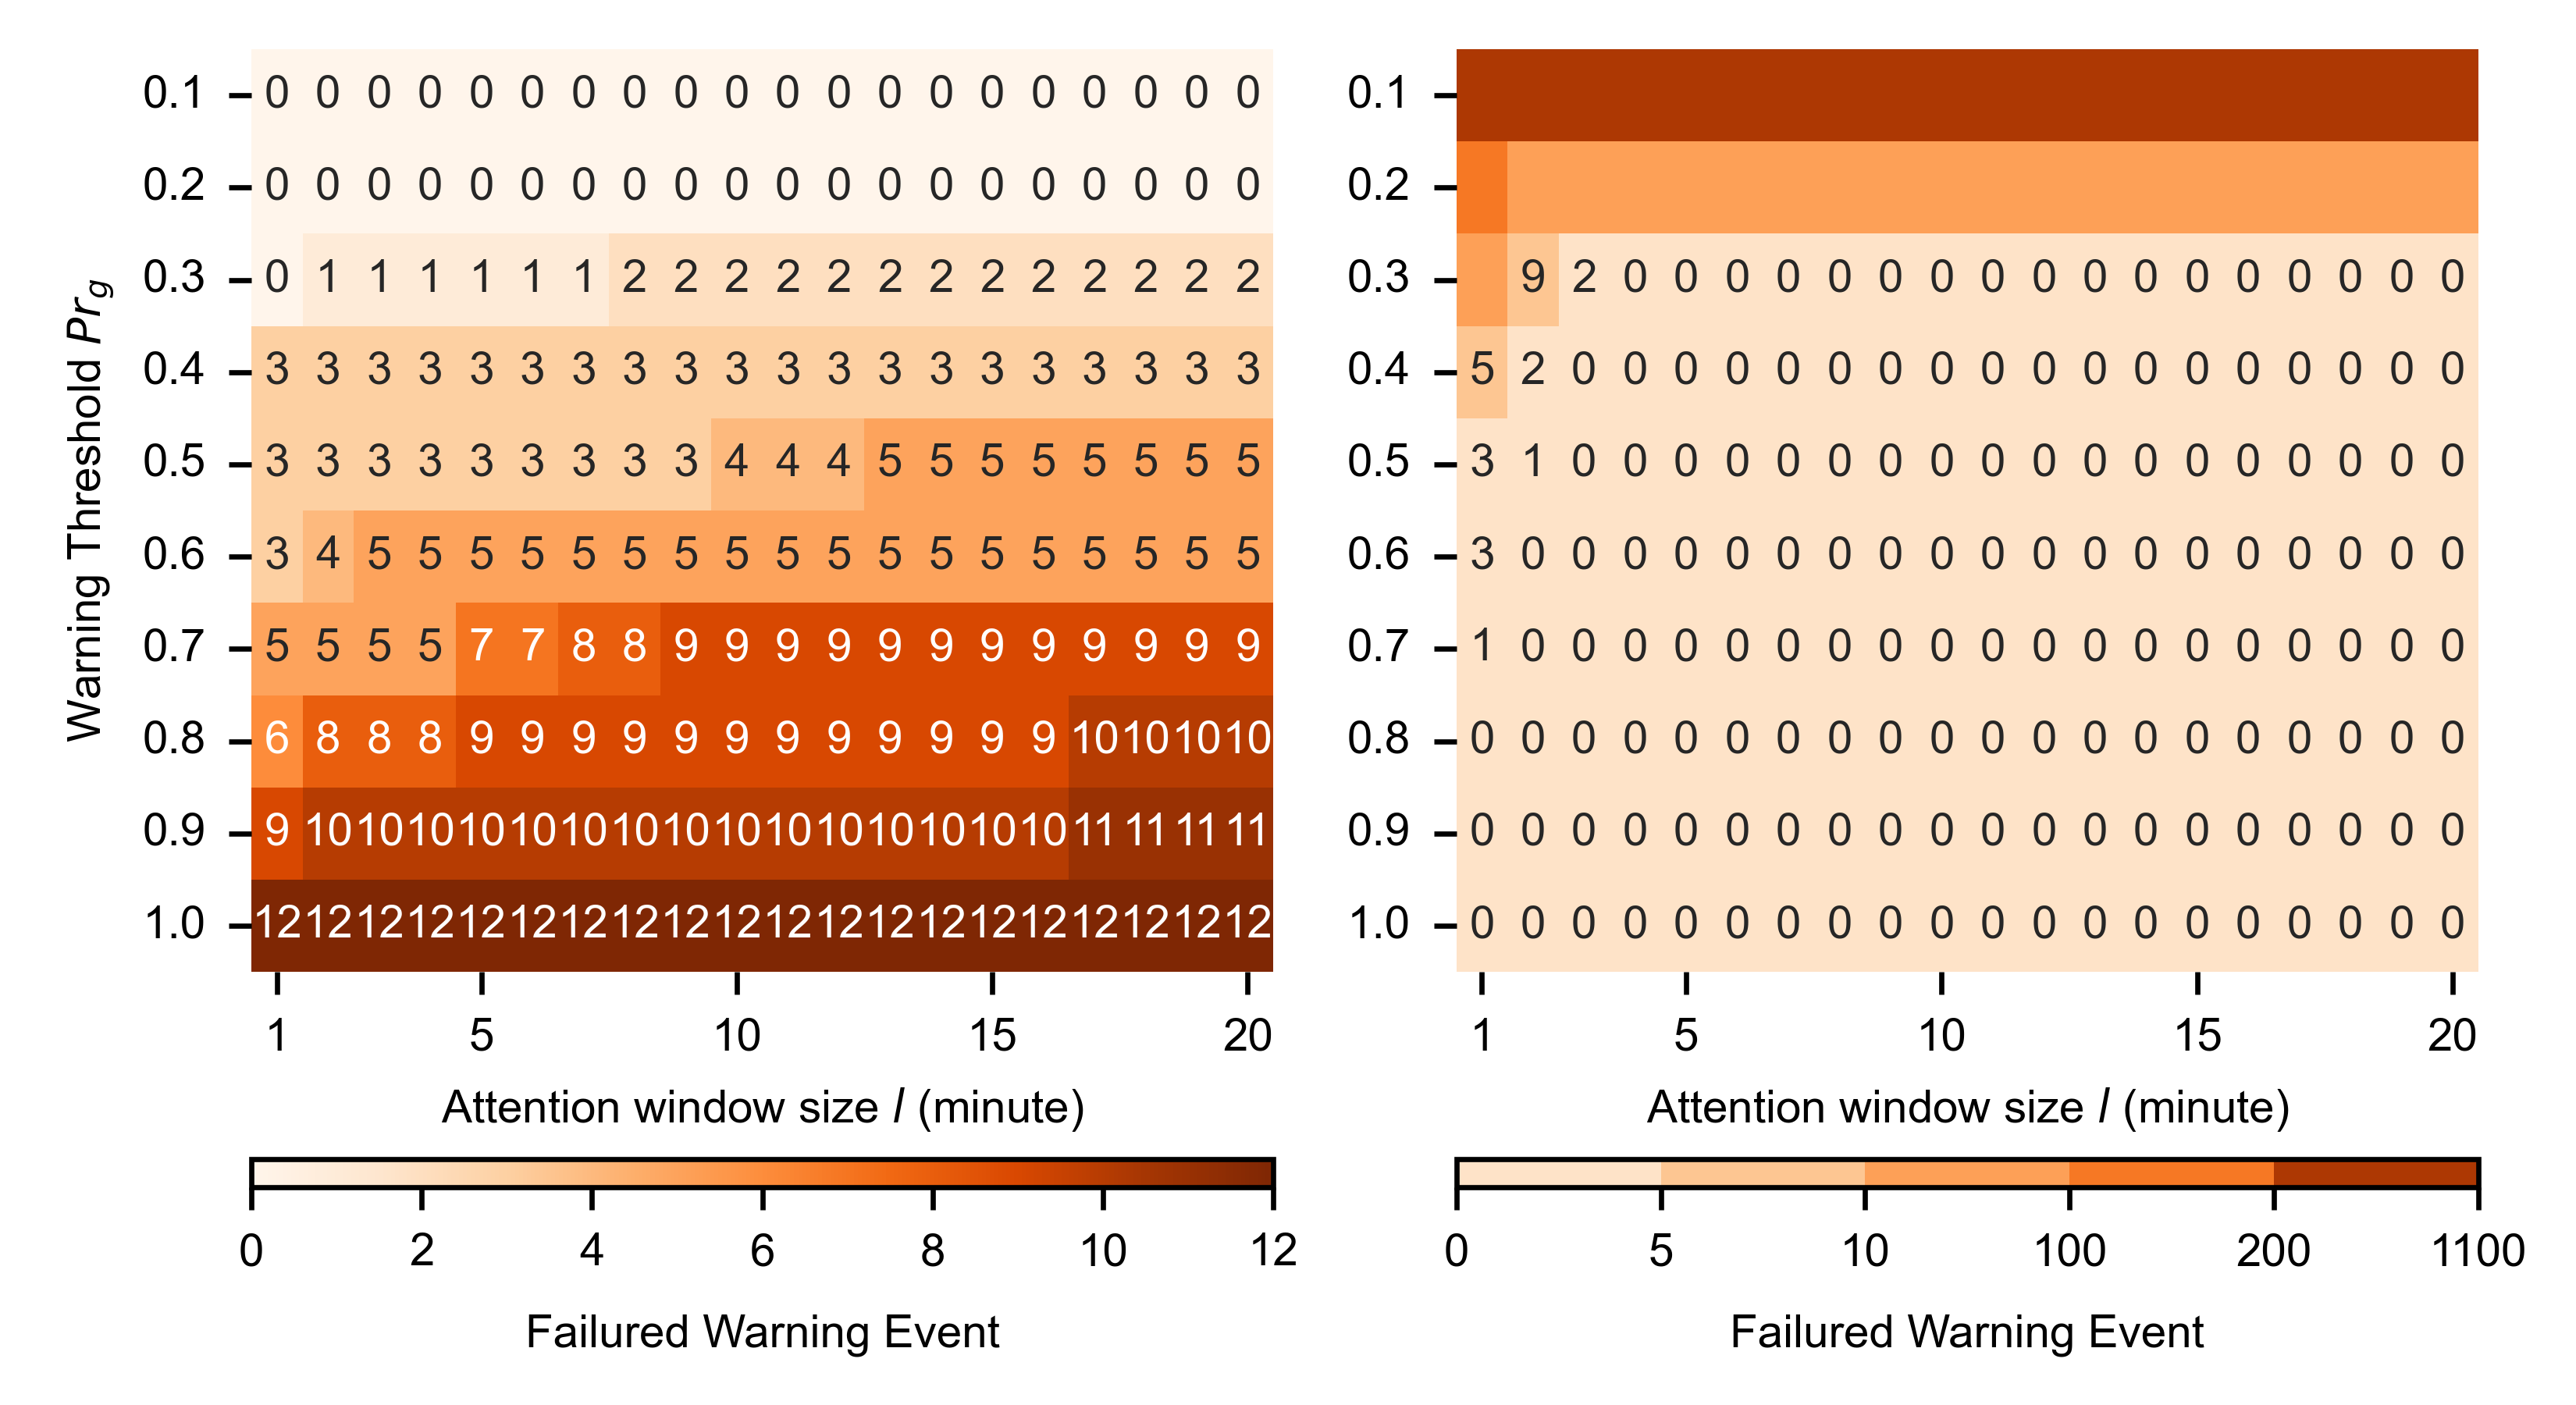 Warning Threshold Prg
0.1 0 0 0 0 0 0 0 0 0 0 0 0 0 0 0 0 0 0 0 0
0.2 0 0 0 0 0 0 0 0 0 0 0 0 0 0 0 0 0 0 0 0
0.3 0 1 1 1 1 1 1 2 2 2 2 2 2 2 2 2 2 2 2 2
0.4 3 3 3 3 3 3 3 3 3 3 3 3 3 3 3 3 3 3 3 3
0.5 3 3 3 3 3 3 3 3 3 4 4 4 5 5 5 5 5 5 5 5
0.6 3 4 5 5 5 5 5 5 5 5 5 5 5 5 5 5 5 5 5 5
0.7 5 5 5 5 7 7 8 8 9 9 9 9 9 9 9 9 9 9 9 9
0.8 6 8 8 8 9 9 9 9 9 9 9 9 9 9 9 9 10 10 10 10
0.9 9 10 10 10 10 10 10 10 10 10 10 10 10 10 10 10 11 11 11 11
1.0 12 12 12 12 12 12 12 12 12 12 12 12 12 12 12 12 12 12 12 12
1 5 10 15 20
Attention window size l (minute)
0 2 4 6 8 10 12
Failured Warning Event
0.1
0.2
0.3 9 2 0 0 0 0 0 0 0 0 0 0 0 0 0 0 0 0 0
0.4 5 2 0 0 0 0 0 0 0 0 0 0 0 0 0 0 0 0 0 0
0.5 3 1 0 0 0 0 0 0 0 0 0 0 0 0 0 0 0 0 0 0
0.6 3 0 0 0 0 0 0 0 0 0 0 0 0 0 0 0 0 0 0 0
0.7 1 0 0 0 0 0 0 0 0 0 0 0 0 0 0 0 0 0 0 0
0.8 0 0 0 0 0 0 0 0 0 0 0 0 0 0 0 0 0 0 0 0
0.9 0 0 0 0 0 0 0 0 0 0 0 0 0 0 0 0 0 0 0 0
1.0 0 0 0 0 0 0 0 0 0 0 0 0 0 0 0 0 0 0 0 0
1 5 10 15 20
Attention window size l (minute)
0 5 10 100 200 1100
Failured Warning Event